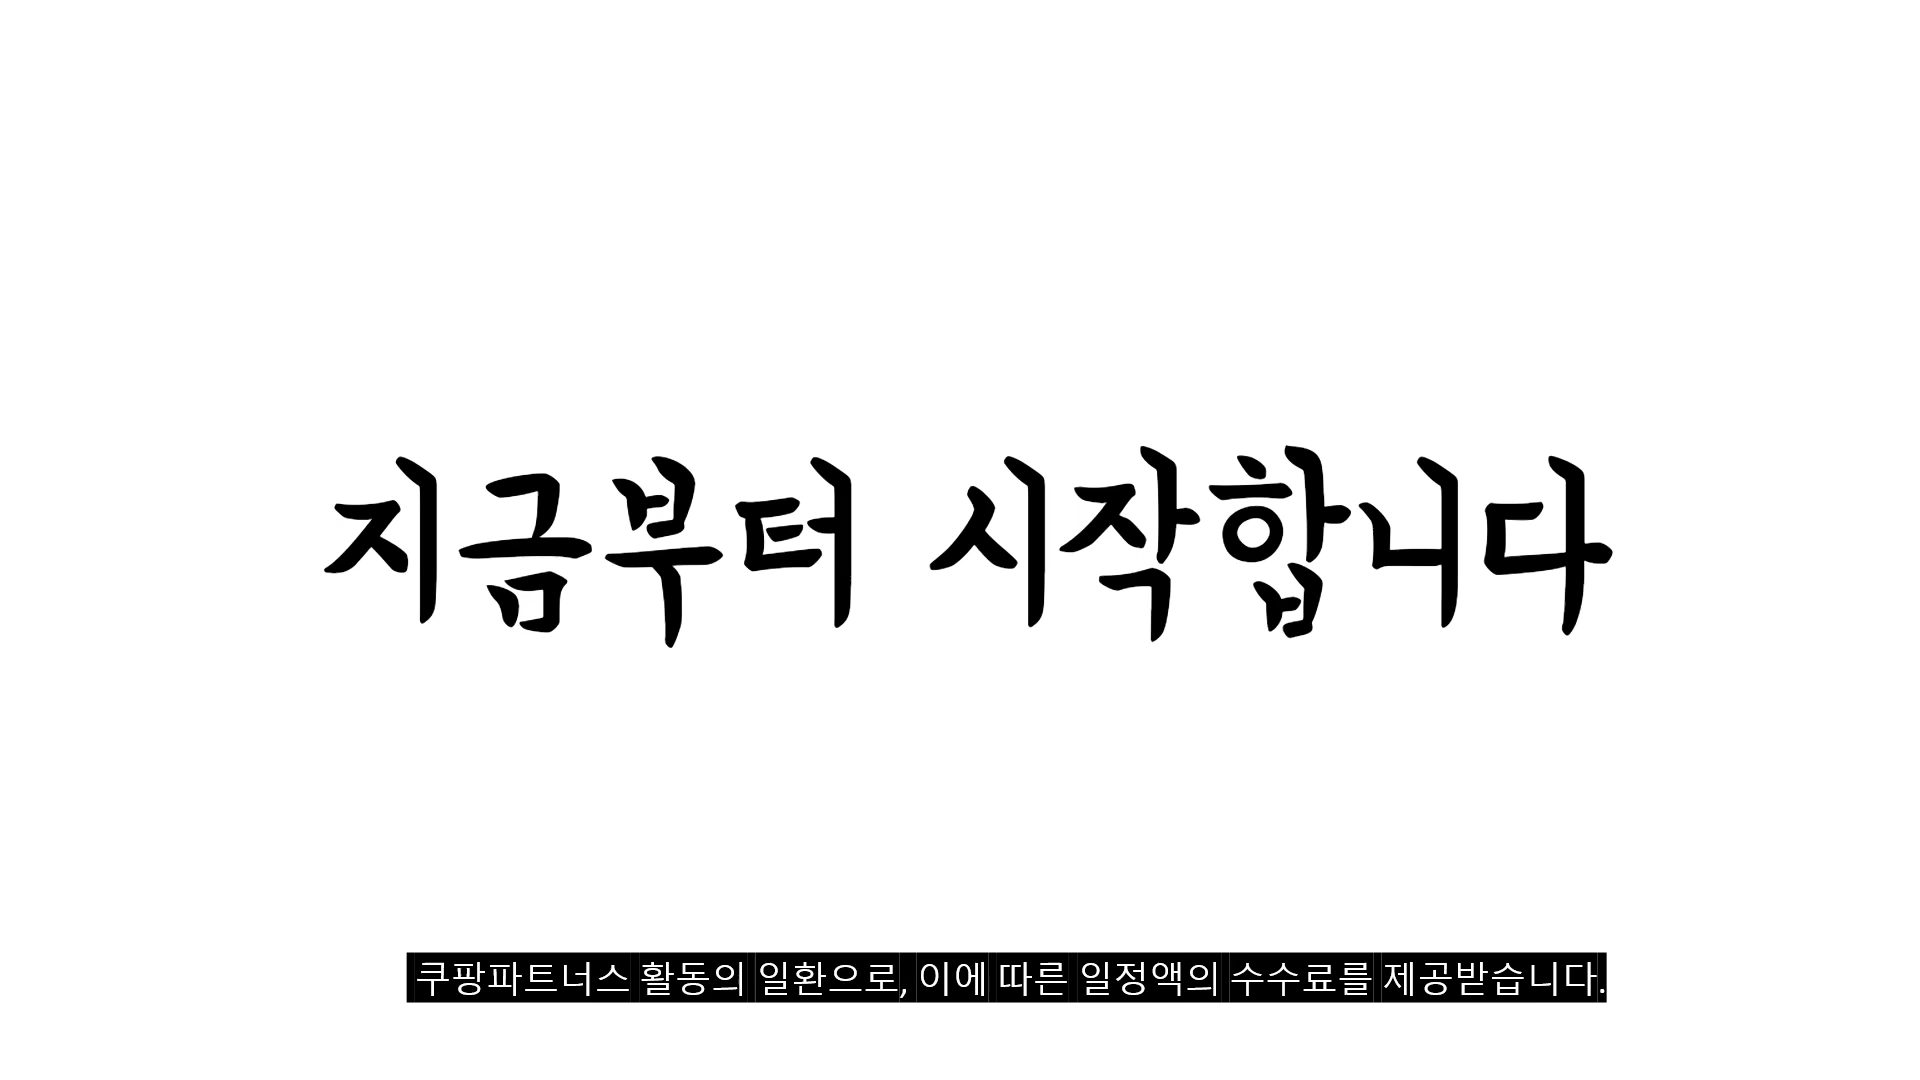 지금부터 시작합니다
쿠팡파트너스 활동의 일환으로, 이에 따른 일정액의 수수료를 제공받습니다.